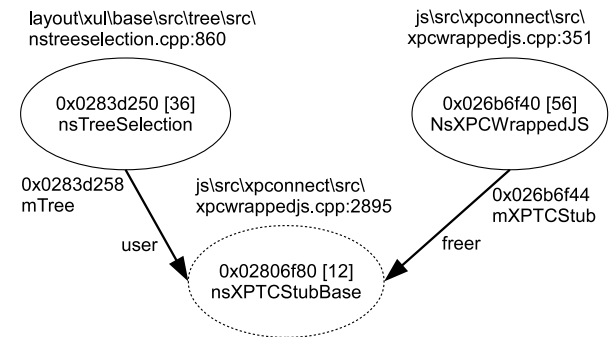 layout\xul\base\src\tree\src\
nstreeselection.cpp:860
js\src\xpconnect\src\
xpcwrappedjs.cpp:351
0x0283d250 [36]
nsTreeSelection
0x026b6f40 [56]
NsXPCWrappedJS
0x0283d258
mTree
js\src\xpconnect\src\
xpcwrappedjs.cpp:2895
0x026b6f44
mXPTCStub
user
freer
0x02806f80 [12]
nsXPTCStubBase